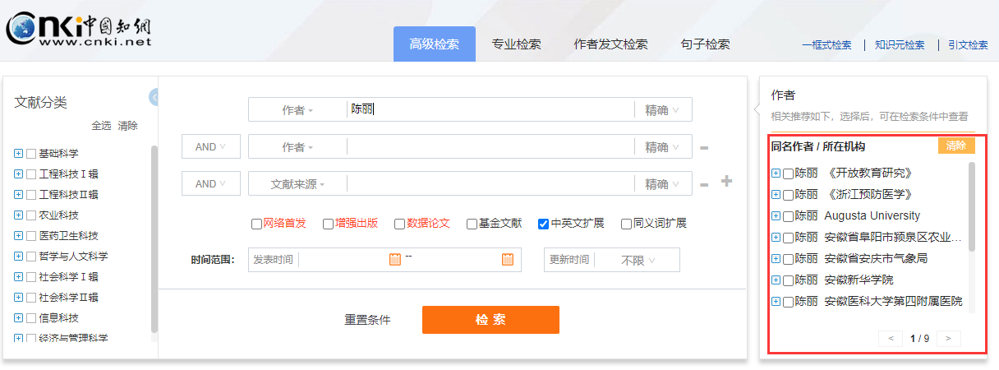 cnki中国知網
www.cnki.net
高级检索 专业检索 作者发文检索 句子检索 一框式检索 知识元检索 引文检索
文献分类
全选 清除
基础科学
工程科技Ⅰ辑
工程科技Ⅱ辑
农业科技
医药卫生科技
哲学与人文科学
社会科学Ⅰ辑
社会科学Ⅱ辑
信息科技
经济与管理科学
作者 陈丽 精确
AND 作者 精确
AND 文献来源 精确
网络首发 增强出版 数据论文 基金文献 中英文扩展 同义词扩展
时间范围: 发表时间 -- 更新时间 不限
重置条件 检索
作者
相关推荐如下,选择后,可在检索条件中查看
同名作者 / 所在机构 清除
陈丽 《开放教育研究》
陈丽 《浙江预防医学》
陈丽 Augusta University
陈丽 安徽省阜阳市颍泉区农业...
陈丽 安徽省安庆市气象局
陈丽 安徽新华学院
陈丽 安徽医科大学第四附属医院
< 1 / 9 >